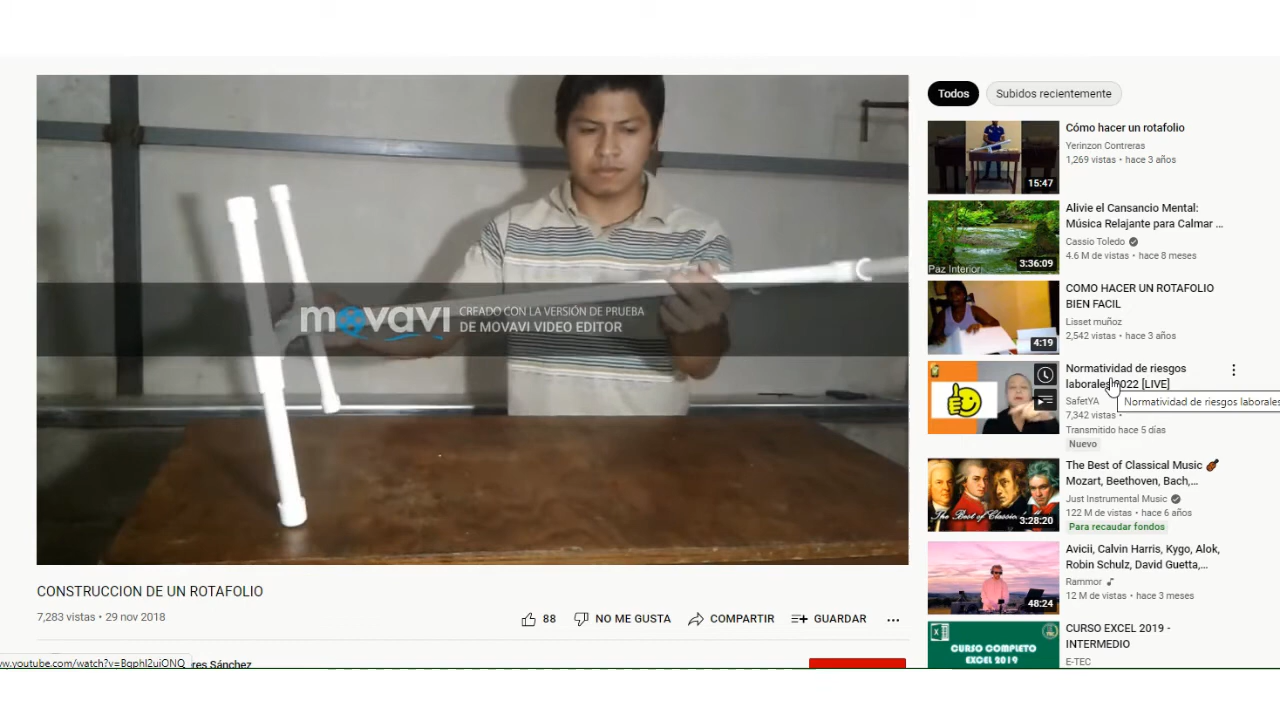 Todos
Subidos recientemente
movavi
CREADO CON LA VERSIÓN DE PRUEBA
DE MOVAVI VIDEO EDITOR
15:47
Cómo hacer un rotafolio
Yerinzon Contreras
1,269 vistas • hace 3 años
Paz Interior
3:36:09
Alivie el Cansancio Mental:
Música Relajante para Calmar ...
Cassio Toledo
4.6 M de vistas • hace 8 meses
4:19
COMO HACER UN ROTAFOLIO
BIEN FACIL
Lisset muñoz
2,542 vistas • hace 3 años
Normatividad de riesgos
laborales 2022 [LIVE]
SafetYA
Normatividad de riesgos laborales
7,342 vistas •
Transmitido hace 5 días
Nuevo
The Best of Classical
3:28:20
The Best of Classical Music 🎻
Mozart, Beethoven, Bach,...
Just Instrumental Music
122 M de vistas • hace 6 años
Para recaudar fondos
48:24
Avicii, Calvin Harris, Kygo, Alok,
Robin Schulz, David Guetta,...
Rammor
12 M de vistas • hace 3 meses
CURSO COMPLETO
EXCEL 2019
CURSO EXCEL 2019 -
INTERMEDIO
E-TEC
CONSTRUCCION DE UN ROTAFOLIO
7,283 vistas • 29 nov 2018
88
NO ME GUSTA
COMPARTIR
GUARDAR
ww.youtube.com/watch?v=BqphI2uiONQ
res Sánchez